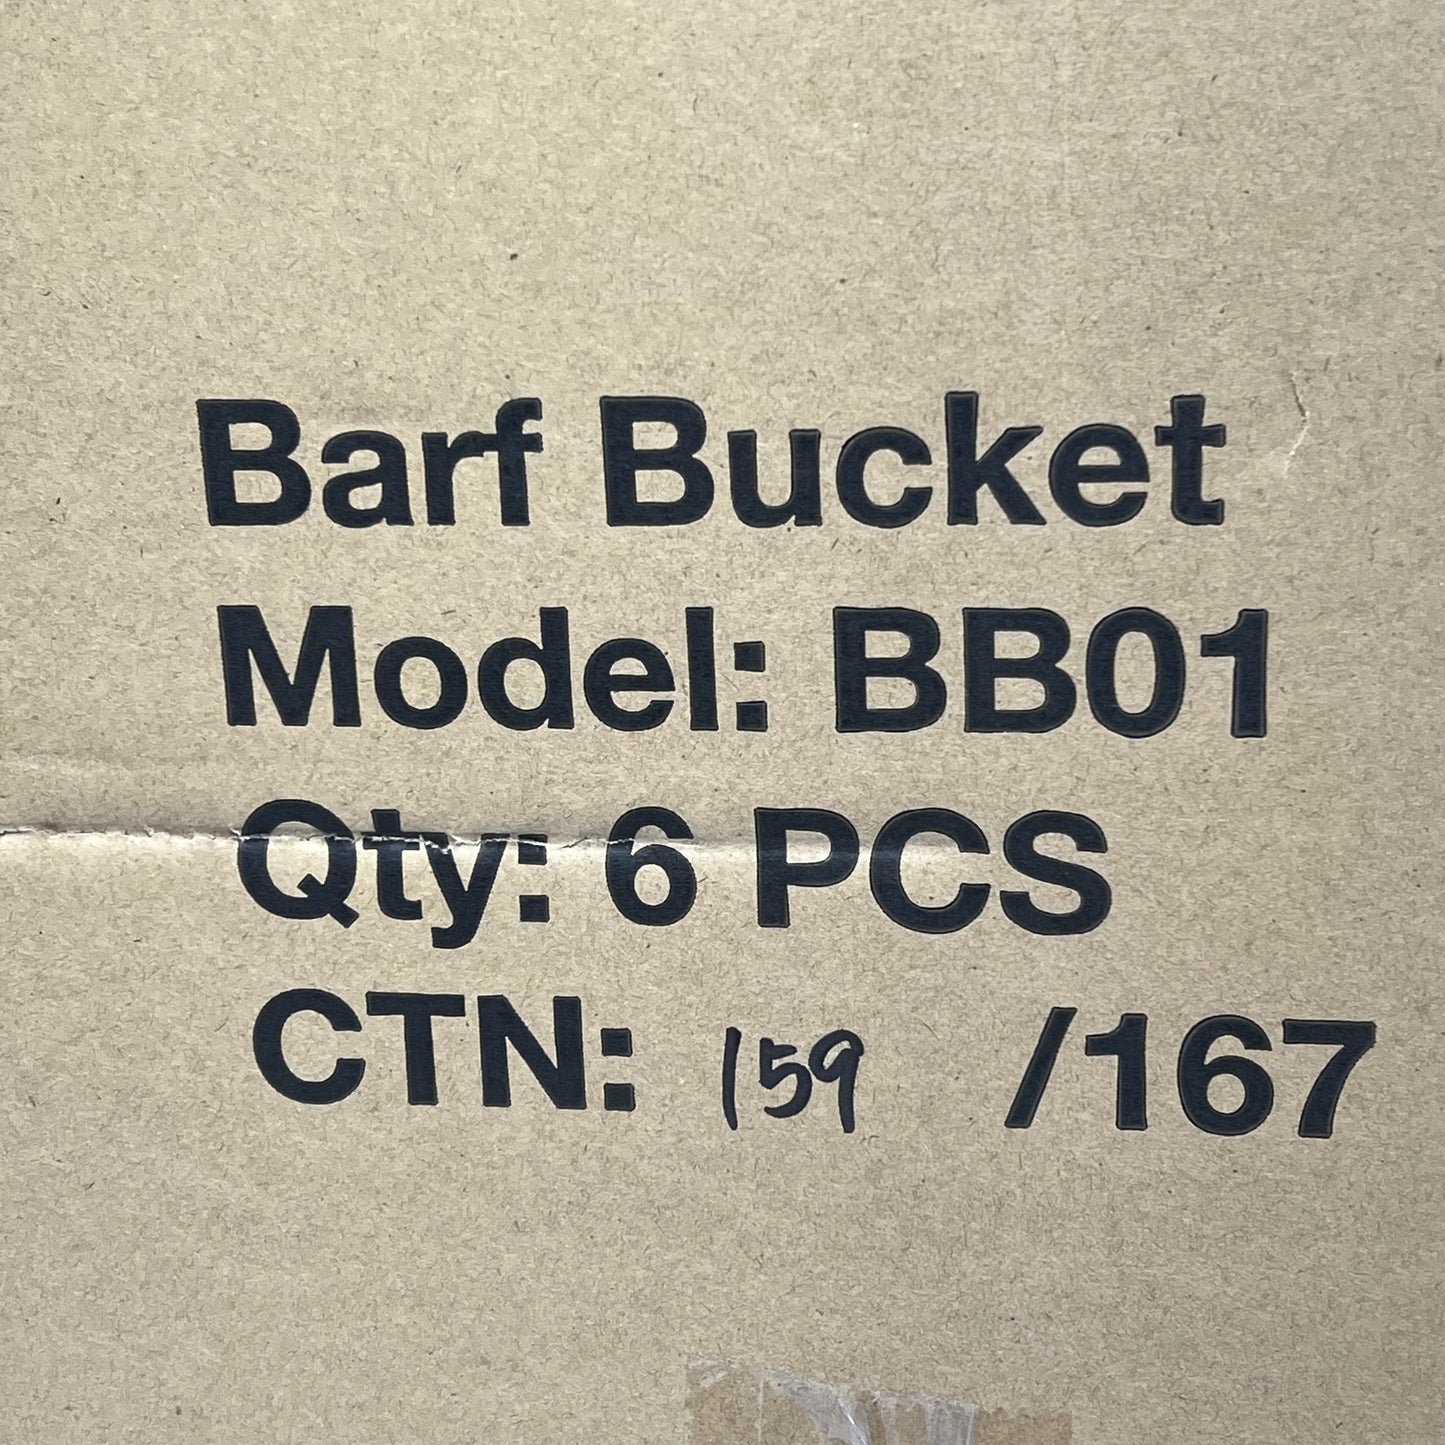 Barf Bucket
Model: BB01
Qty: 6 PCS
CTN: 159 /167